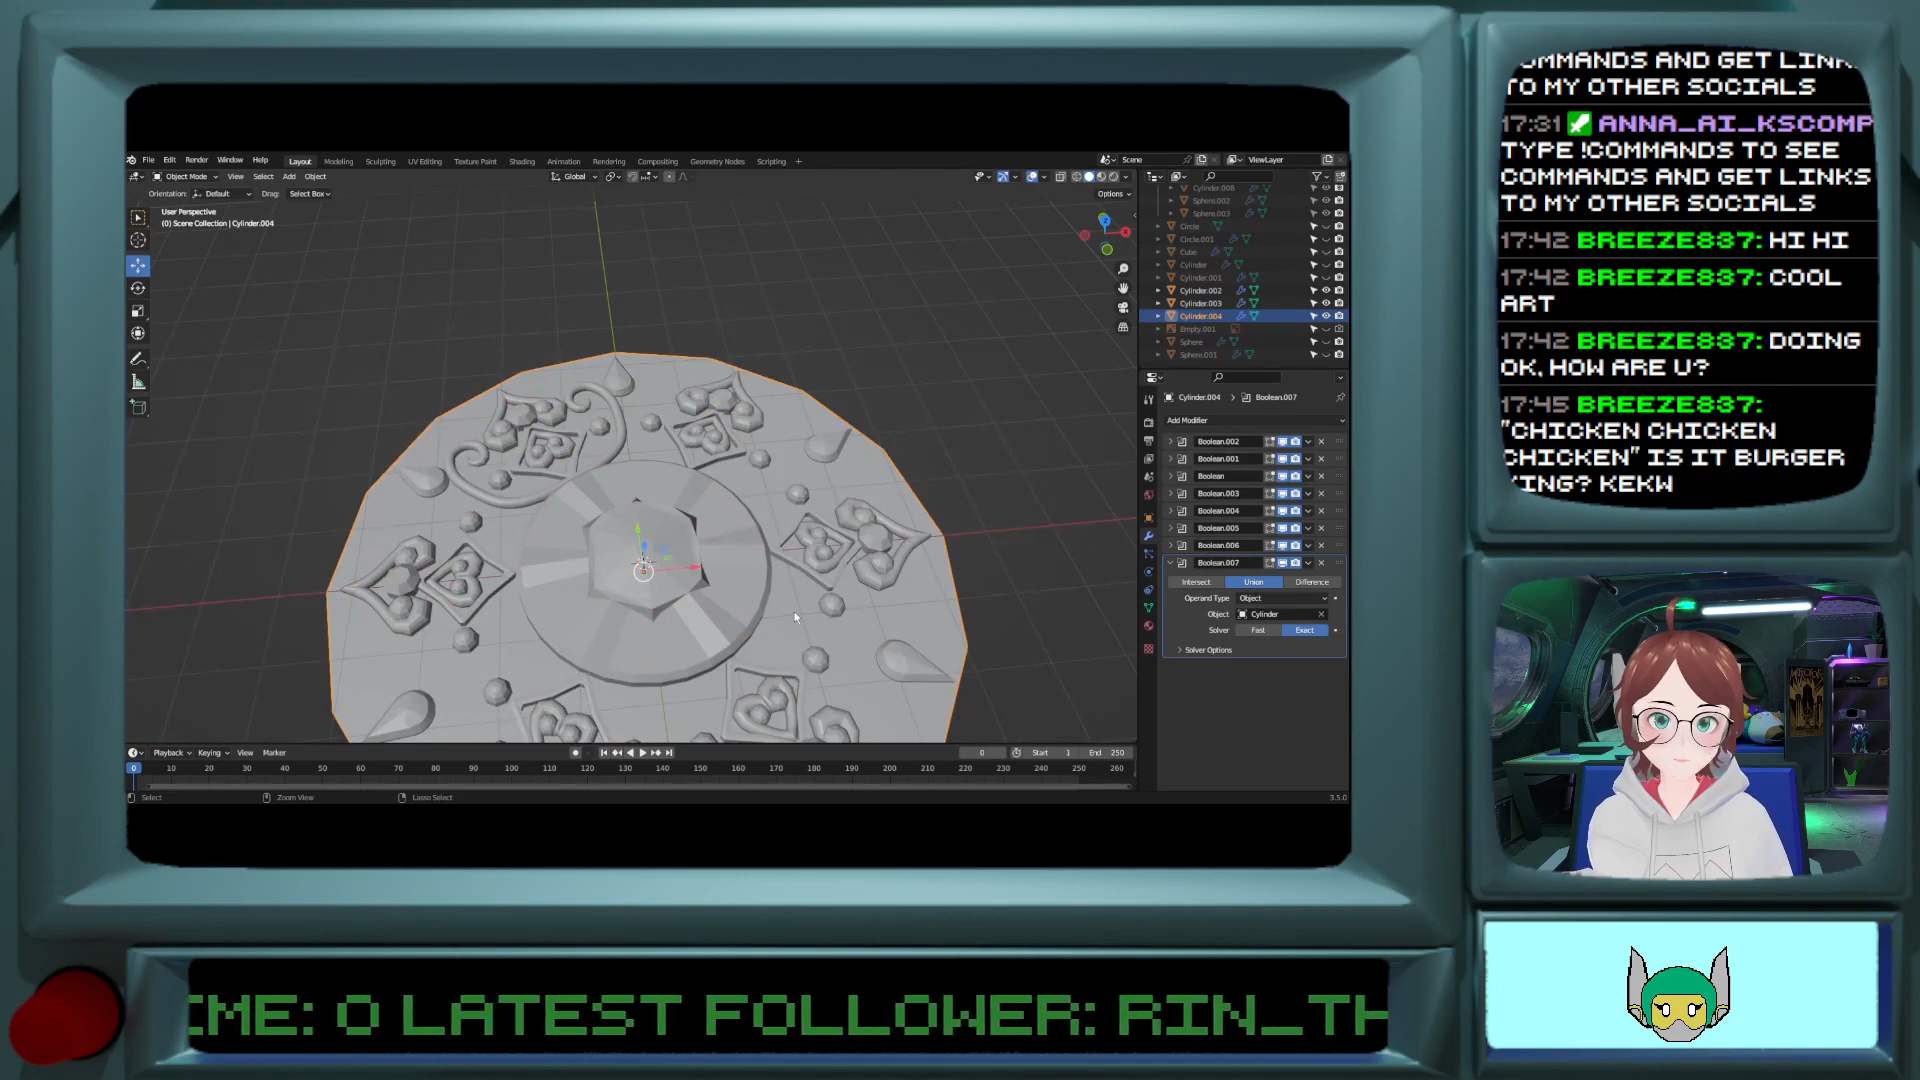 File Edit Render Window Help Layout Modeling Sculpting UV Editing Texture Paint Shading Animation Rendering Compositing Geometry Nodes Scripting + Scene ViewLayer
Object Mode View Select Add Object Global
Orientation: Default Drag: Select Box Options
User Perspective
(0) Scene Collection | Cylinder.004
Cylinder.008
Sphere.002
Sphere.003
Circle
Circle.001
Cube
Cylinder
Cylinder.001
Cylinder.002
Cylinder.003
Cylinder.004
Empty.001
Sphere
Sphere.001
Cylinder.004 > Boolean.007
Add Modifier
Boolean.002
Boolean.001
Boolean
Boolean.003
Boolean.004
Boolean.005
Boolean.006
Boolean.007
Intersect Union Difference
Operand Type Object
Object Cylinder
Solver Fast Exact
Solver Options
Playback Keying View Marker 0 Start 1 End 250
0 10 20 30 40 50 60 70 80 90 100 110 120 130 140 150 160 170 180 190 200 210 220 230 240 250 260
Select Zoom View Lasso Select 3.5.0
COMMANDS AND GET LINKS
TO MY OTHER SOCIALS
17:31 ANNA_AI_KSCOMP
TYPE !COMMANDS TO SEE
COMMANDS AND GET LINKS
TO MY OTHER SOCIALS
17:42 BREEZE837: HI HI
17:42 BREEZE837: COOL
ART
17:42 BREEZE837: DOING
OK, HOW ARE U?
17:45 BREEZE837:
"CHICKEN CHICKEN
CHICKEN" IS IT BURGER
KING? KEKW
IME: 0 LATEST FOLLOWER: RIN_TH